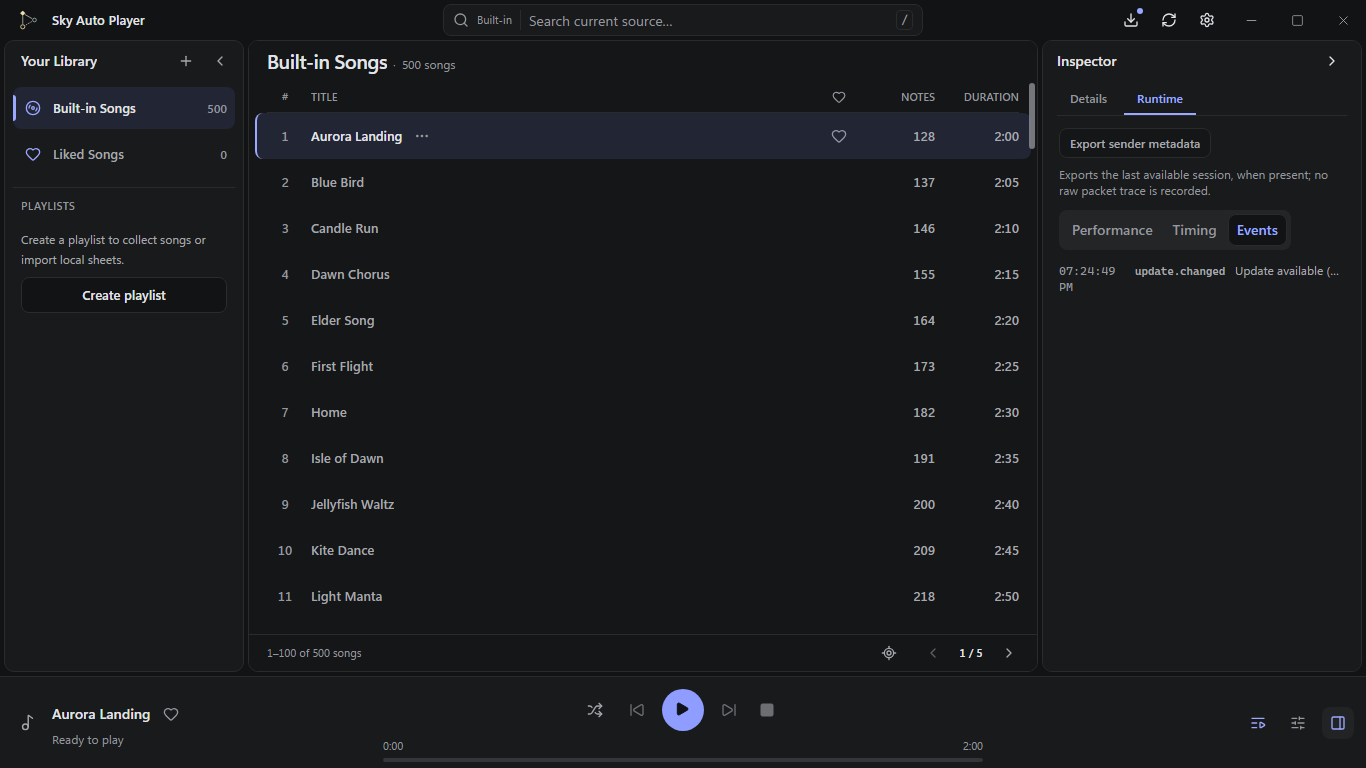 Sky Auto Player
Built-in
Search current source...
/
Your Library
Built-in Songs 500
Liked Songs 0
PLAYLISTS
Create a playlist to collect songs or
import local sheets.
Create playlist
Built-in Songs · 500 songs
# TITLE NOTES DURATION
1 Aurora Landing ··· 128 2:00
2 Blue Bird 137 2:05
3 Candle Run 146 2:10
4 Dawn Chorus 155 2:15
5 Elder Song 164 2:20
6 First Flight 173 2:25
7 Home 182 2:30
8 Isle of Dawn 191 2:35
9 Jellyfish Waltz 200 2:40
10 Kite Dance 209 2:45
11 Light Manta 218 2:50
1–100 of 500 songs
1 / 5
Inspector
Details Runtime
Export sender metadata
Exports the last available session, when present; no
raw packet trace is recorded.
Performance Timing Events
07:24:49 update.changed Update available (...
PM
Aurora Landing
Ready to play
0:00 2:00